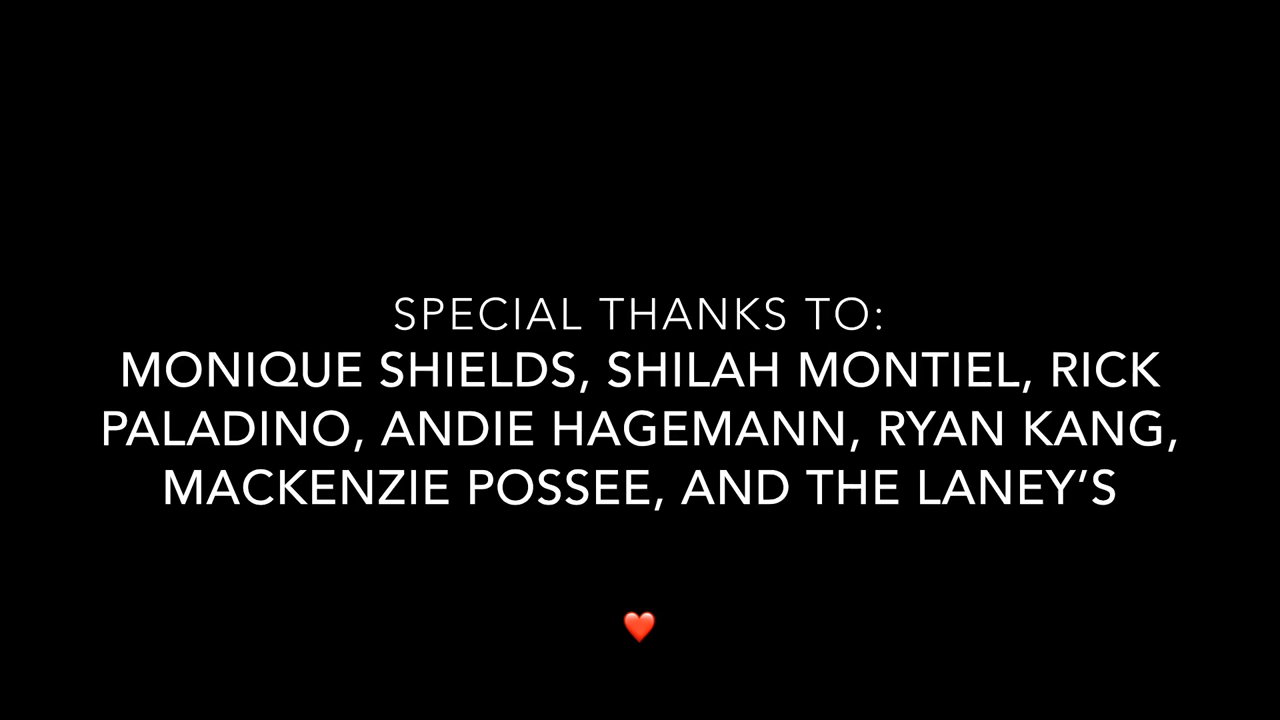 SPECIAL THANKS TO:
MONIQUE SHIELDS, SHILAH MONTIEL, RICK
PALADINO, ANDIE HAGEMANN, RYAN KANG,
MACKENZIE POSSEE, AND THE LANEY’S
❤️